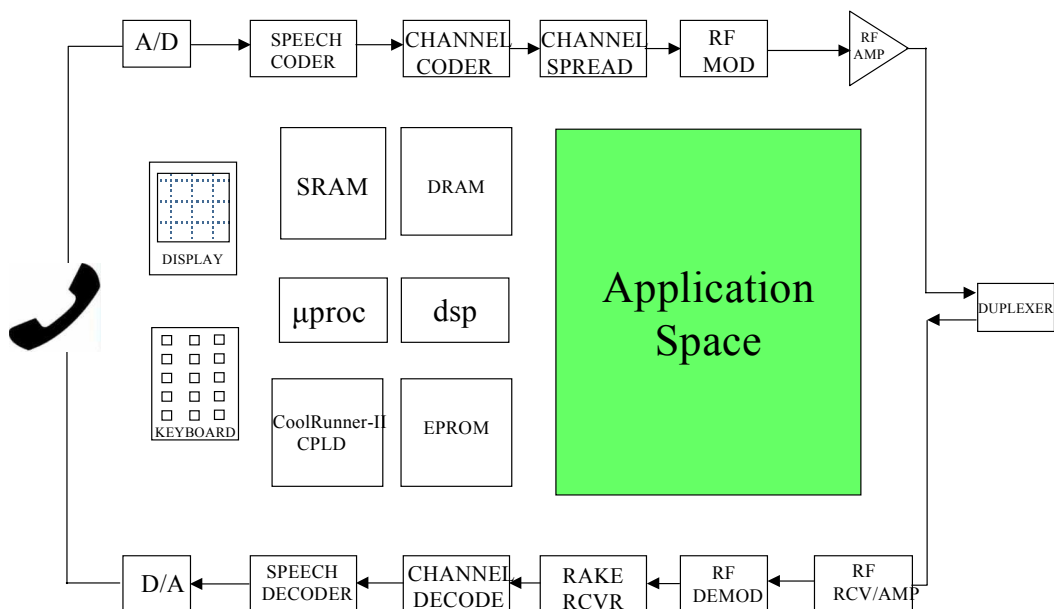 A/D
SPEECH
CODER
CHANNEL
CODER
CHANNEL
SPREAD
RF
MOD
RF
AMP
SRAM
DRAM
DISPLAY
Application
Space
μproc
dsp
DUPLEXER
KEYBOARD
CoolRunner-II
CPLD
EPROM
D/A
SPEECH
DECODER
CHANNEL
DECODE
RAKE
RCVR
RF
DEMOD
RF
RCV/AMP